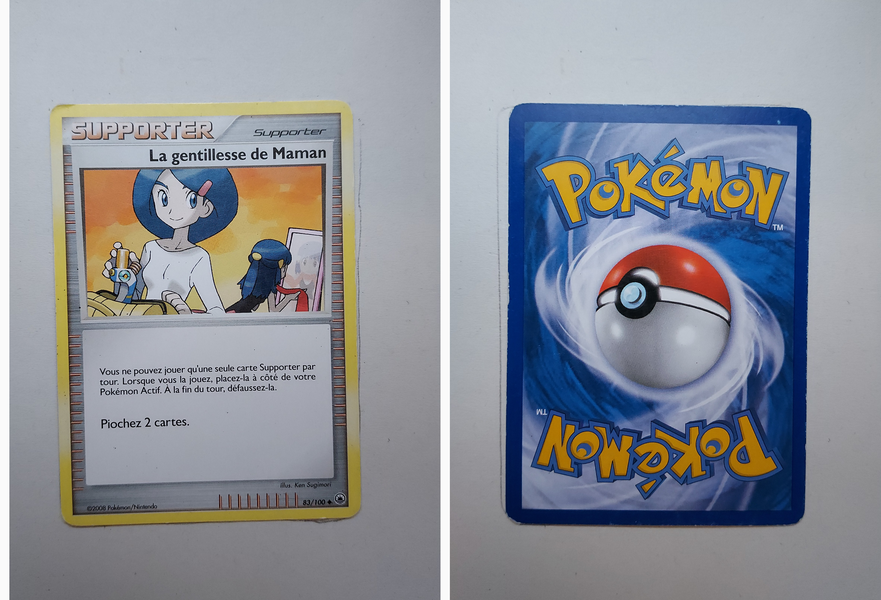 SUPPORTER
Supporter
La gentillesse de Maman
Vous ne pouvez jouer qu'une seule carte Supporter par
tour. Lorsque vous la jouez, placez-la à côté de votre
Pokémon Actif. À la fin du tour, défaussez-la.
Piochez 2 cartes.
illus. Ken Sugimori
©2008 Pokémon/Nintendo
83/100
POKéMON
TM
TM
POKéMON